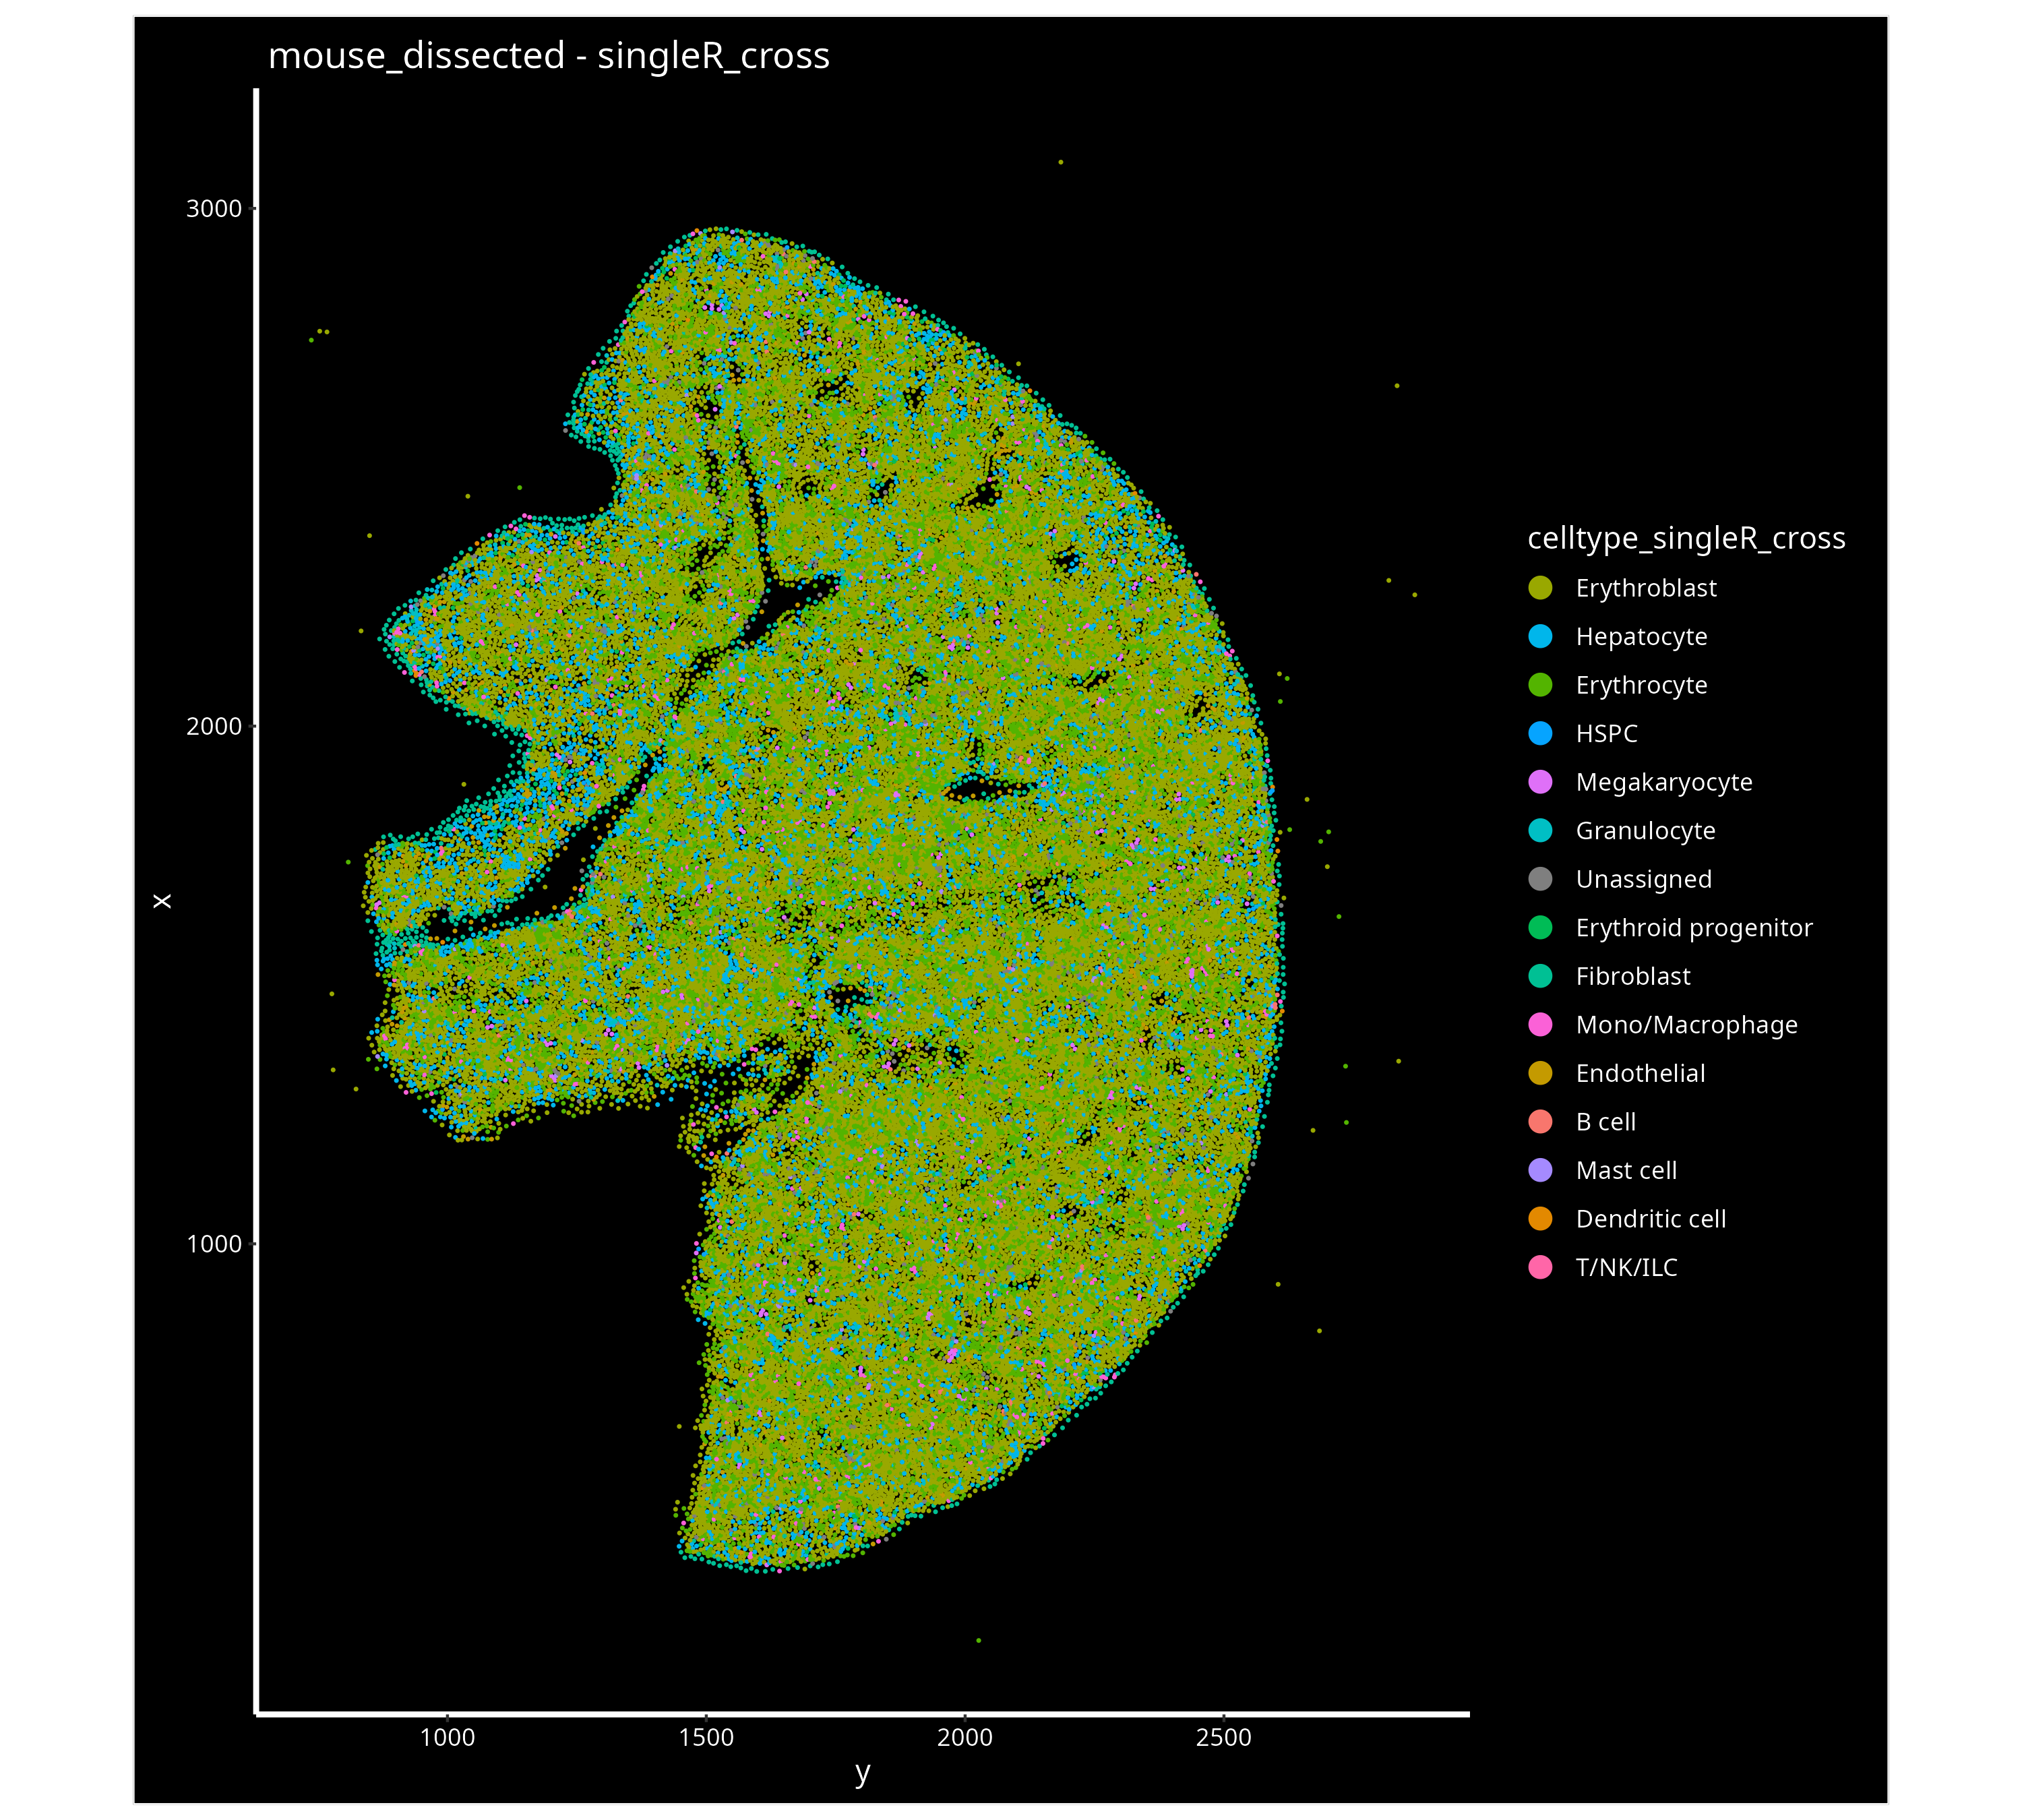 mouse_dissected - singleR_cross
3000
2000
1000
x
1000
1500
2000
2500
y
celltype_singleR_cross
Erythroblast
Hepatocyte
Erythrocyte
HSPC
Megakaryocyte
Granulocyte
Unassigned
Erythroid progenitor
Fibroblast
Mono/Macrophage
Endothelial
B cell
Mast cell
Dendritic cell
T/NK/ILC